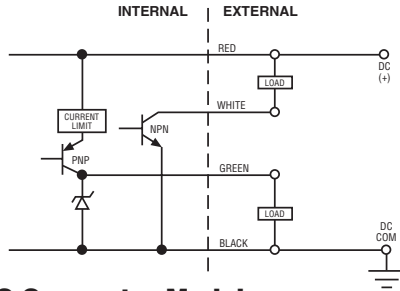 INTERNAL EXTERNAL
RED
DC
(+)
LOAD
WHITE
CURRENT
LIMIT
NPN
PNP
GREEN
LOAD
DC
COM
BLACK